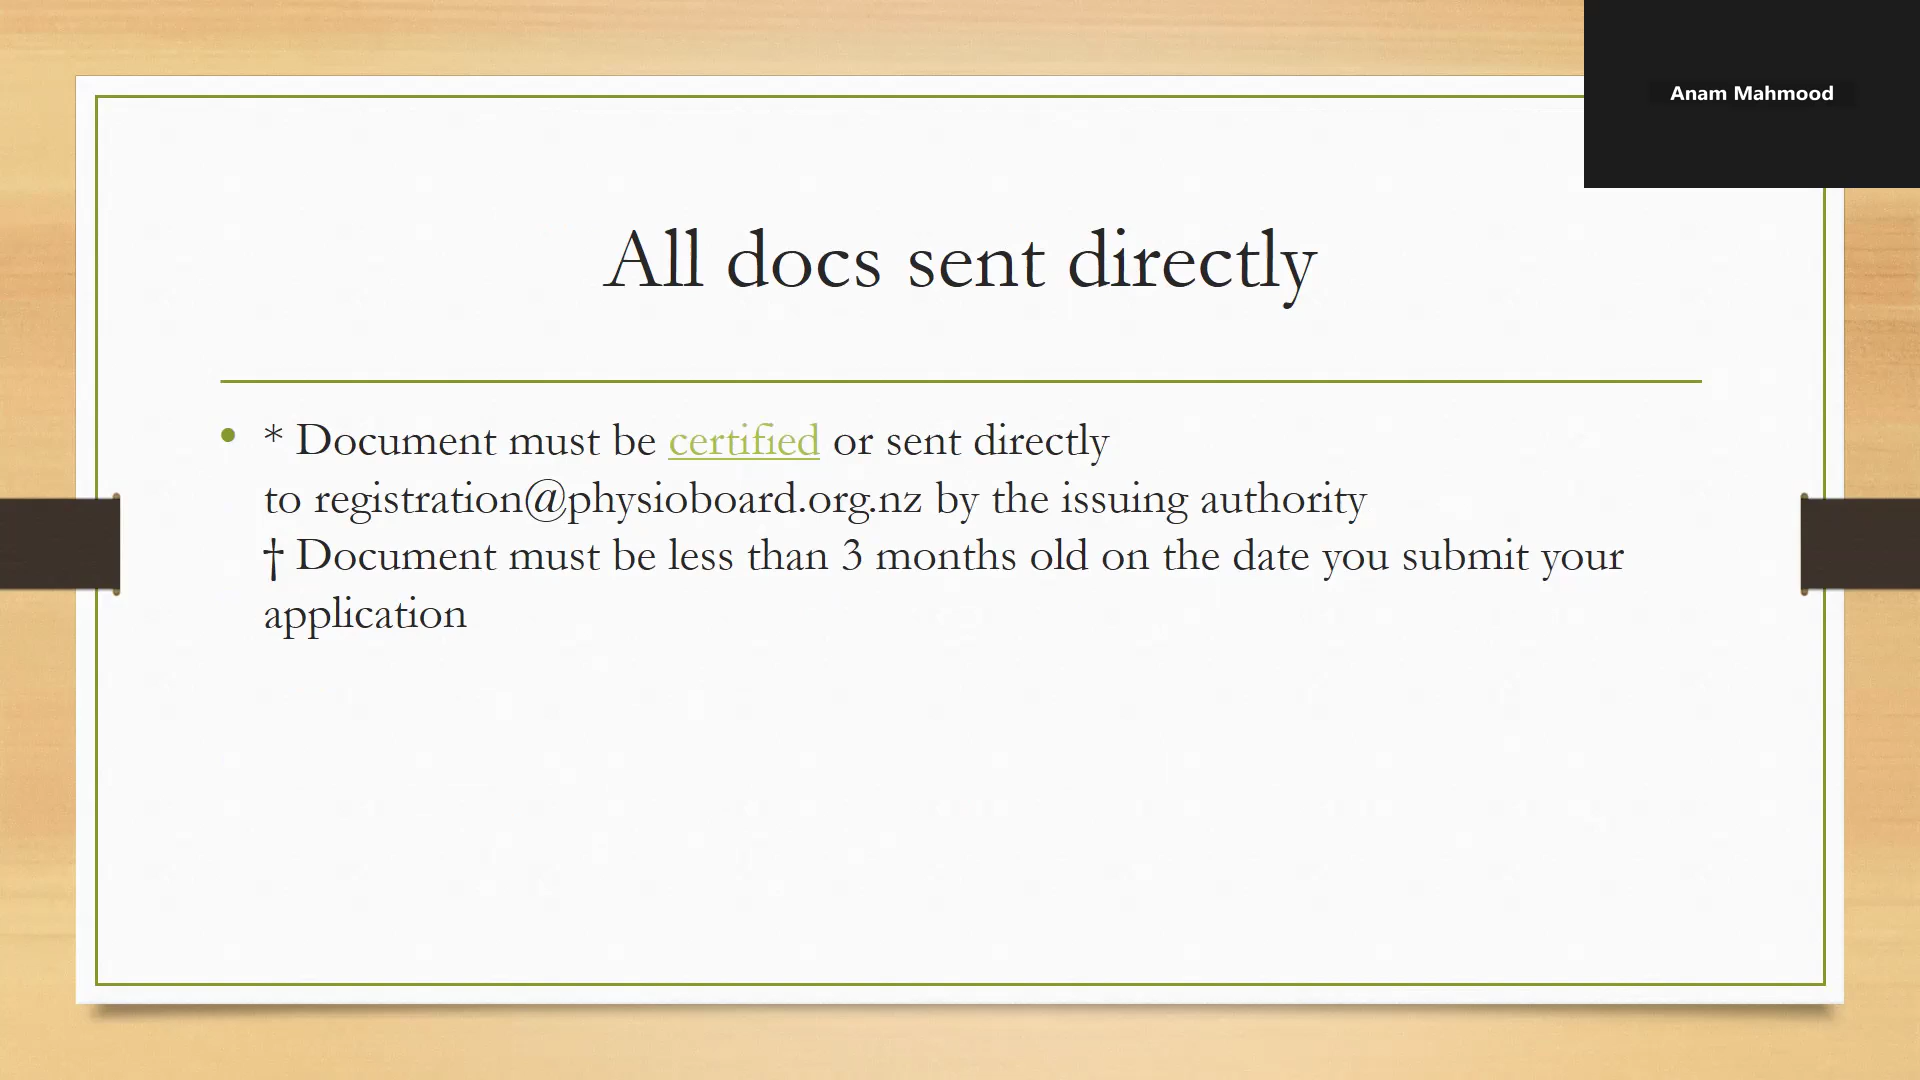 Anam Mahmood
All docs sent directly
• * Document must be certified or sent directly
to registration@physioboard.org.nz by the issuing authority
† Document must be less than 3 months old on the date you submit your
application